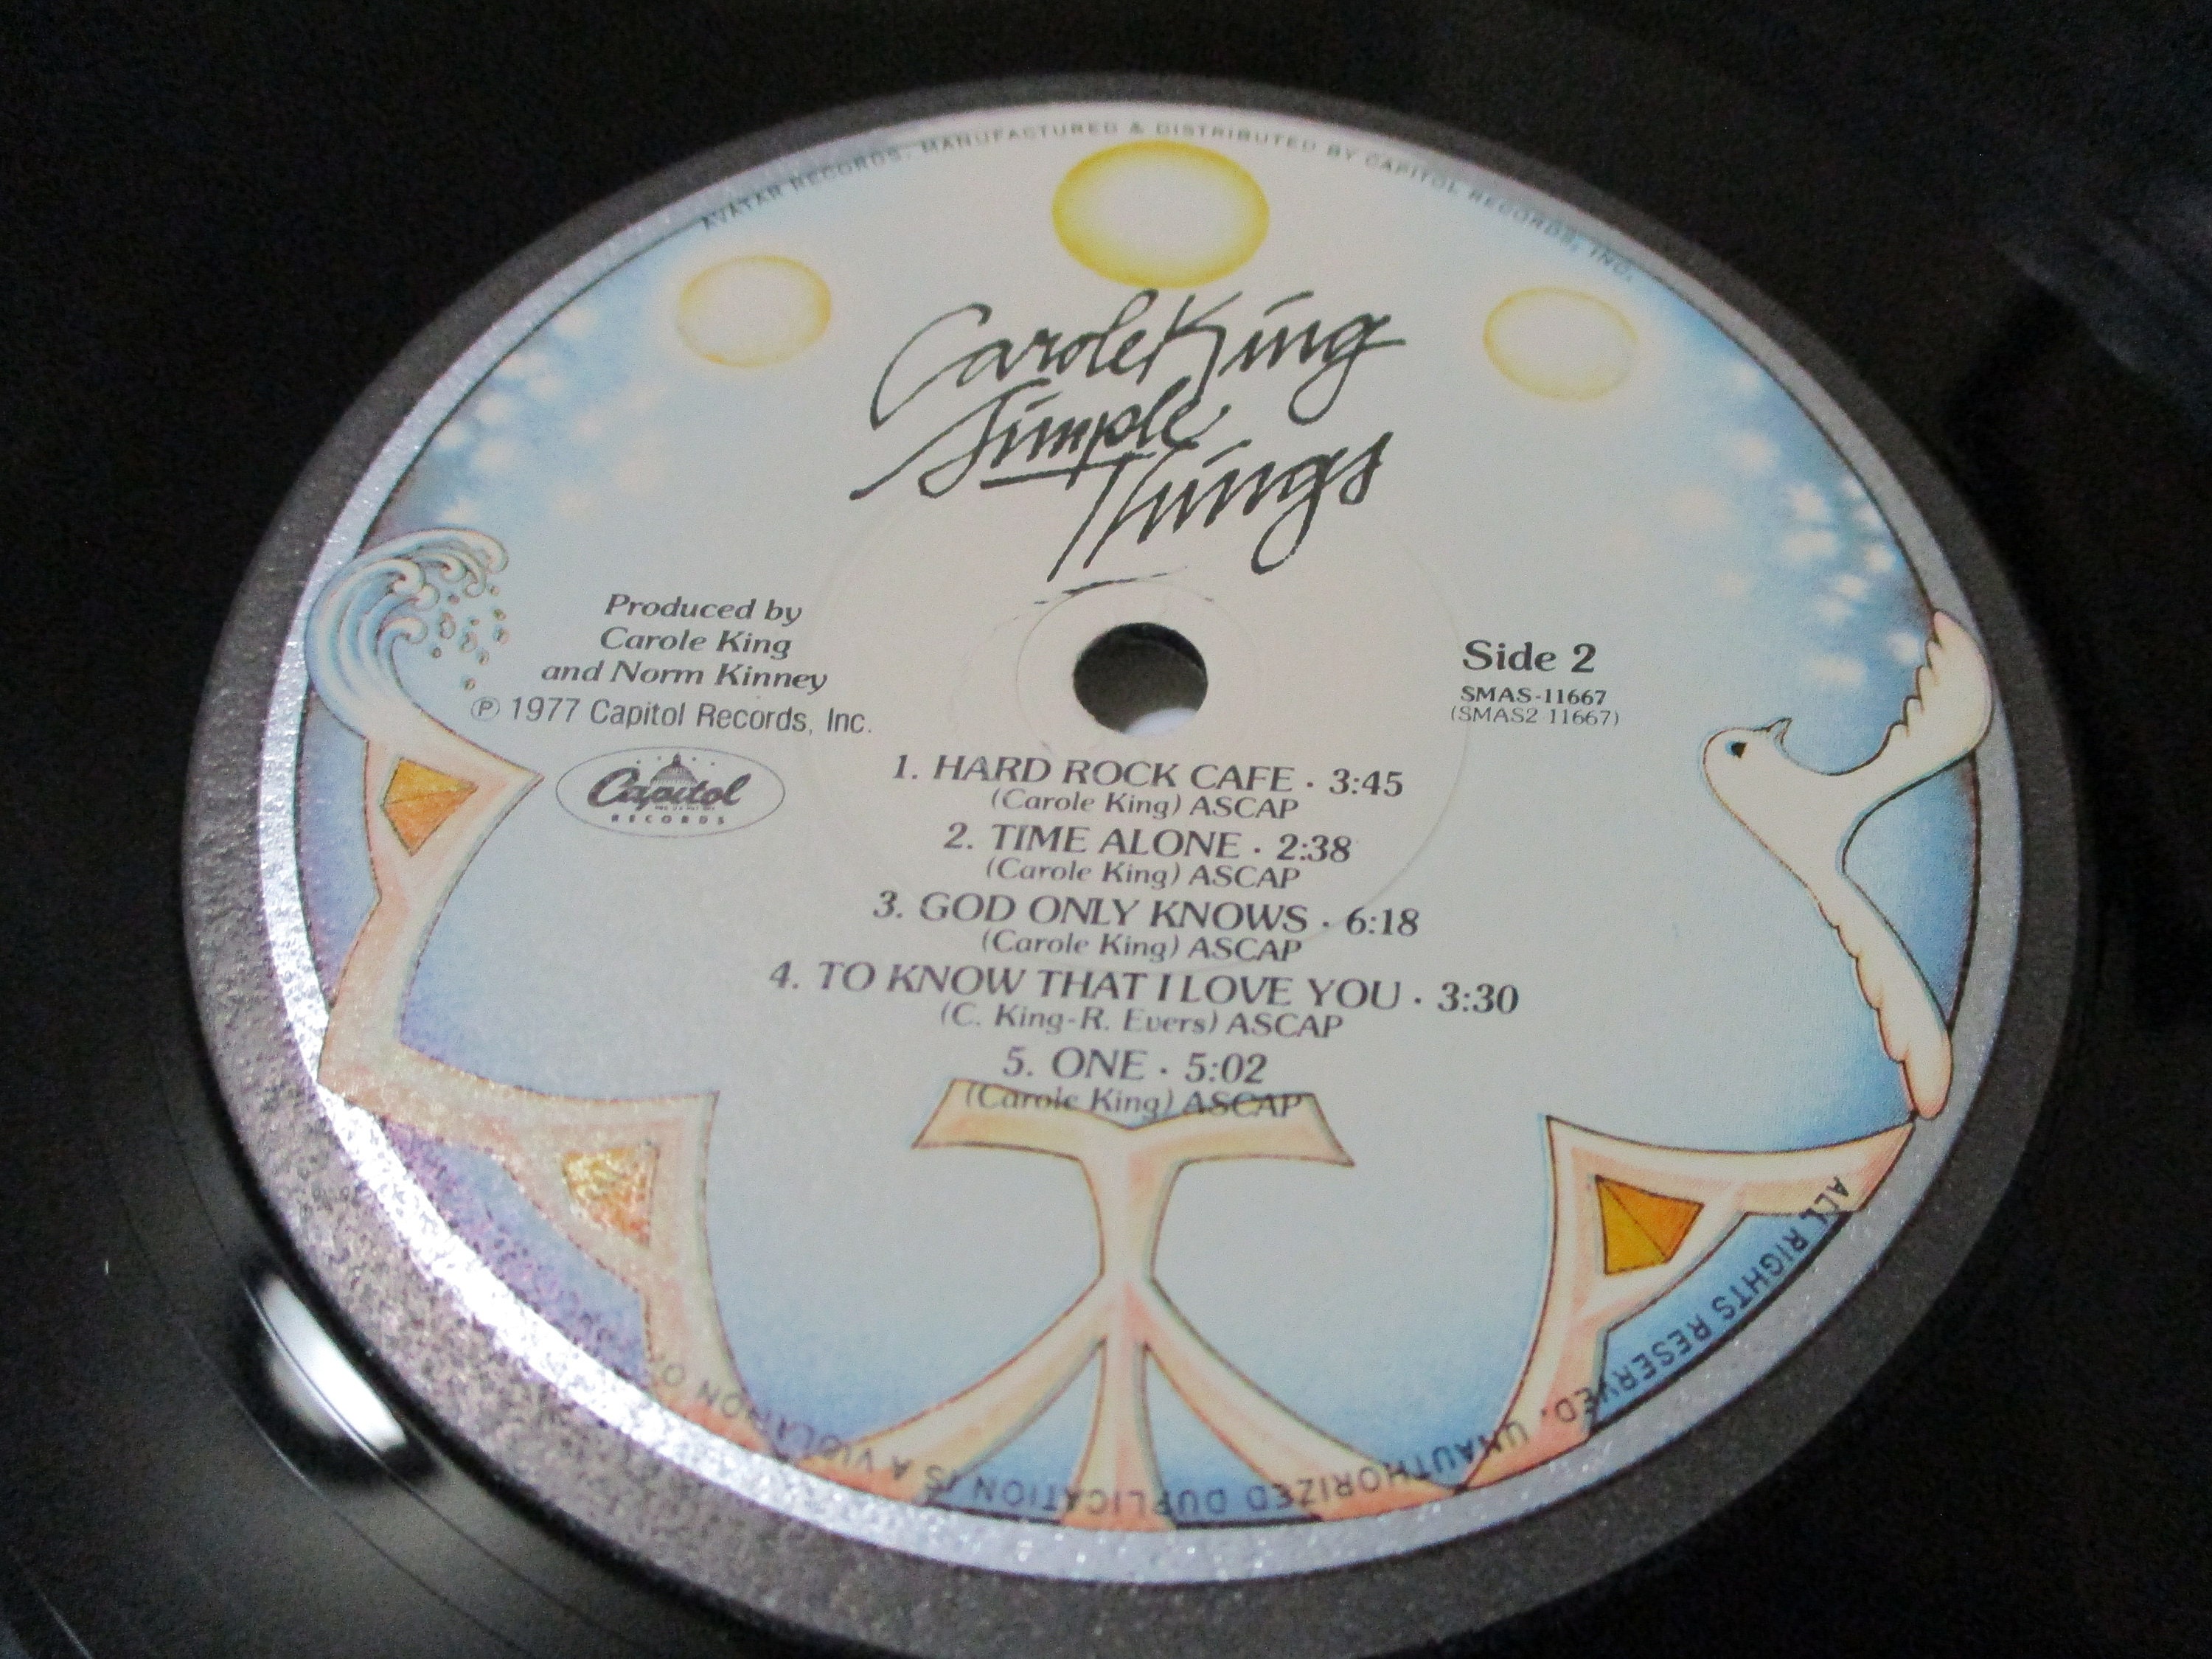 AVATAR RECORDS. MANUFACTURED & DISTRIBUTED BY CAPITOL RECORDS, INC.
Carole King
Simple
Things
Produced by
Carole King
and Norm Kinney
℗ 1977 Capitol Records, Inc.
Capitol
RECORDS
Side 2
SMAS-11667
(SMAS2 11667)
1. HARD ROCK CAFE · 3:45
(Carole King) ASCAP
2. TIME ALONE · 2:38
(Carole King) ASCAP
3. GOD ONLY KNOWS · 6:18
(Carole King) ASCAP
4. TO KNOW THAT I LOVE YOU · 3:30
(C. King-R. Evers) ASCAP
5. ONE · 5:02
(Carole King) ASCAP
ALL RIGHTS RESERVED. UNAUTHORIZED DUPLICATION IS A VIOLATION O